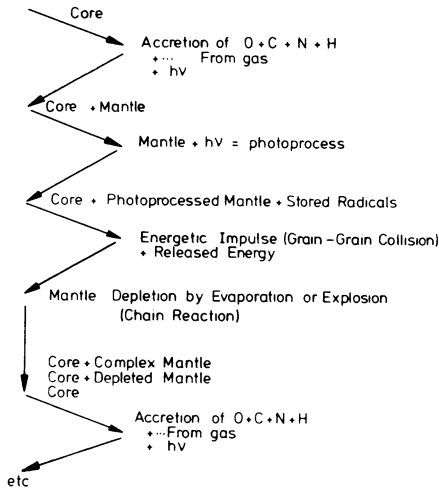 Core
Accretion of O + C + N + H
+ ··· From gas
+ hν
Core + Mantle
Mantle + hν = photoprocess
Core + Photoprocessed Mantle + Stored Radicals
Energetic Impulse (Grain-Grain Collision)
+ Released Energy
Mantle Depletion by Evaporation or Explosion
(Chain Reaction)
Core + Complex Mantle
Core + Depleted Mantle
Core
Accretion of O + C + N + H
+ ··· From gas
+ hν
etc